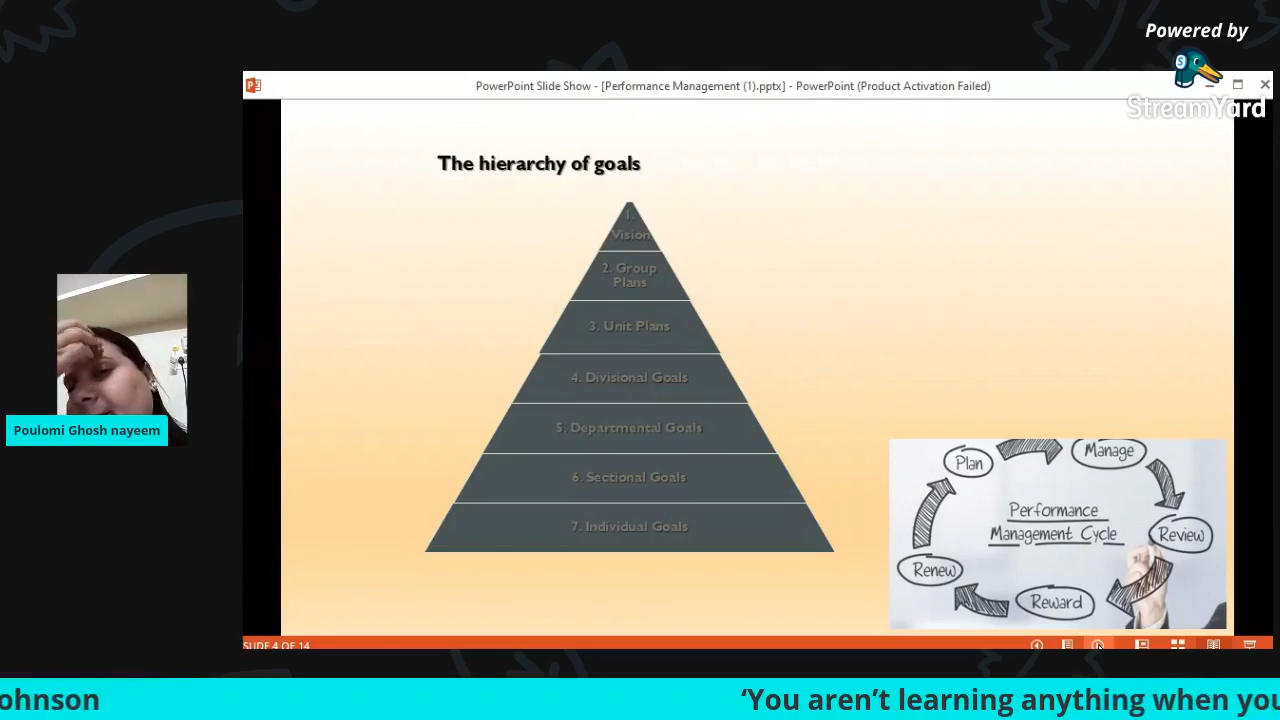 Powered by
StreamYard
PowerPoint Slide Show - [Performance Management (1).pptx] - PowerPoint (Product Activation Failed)
The hierarchy of goals
1.
Vision
2. Group
Plans
3. Unit Plans
4. Divisional Goals
5. Departmental Goals
6. Sectional Goals
7. Individual Goals
Plan
Manage
Performance
Management Cycle
Review
Renew
Reward
Poulomi Ghosh nayeem
SLIDE 4 OF 14
ohnson
‘You aren’t learning anything when you